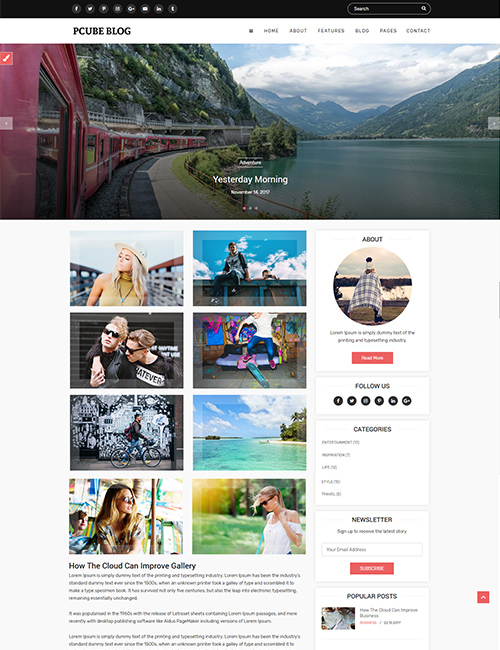 Search
PCUBE BLOG
HOME
ABOUT
FEATURES
BLOG
PAGES
CONTACT
Adventure
Yesterday Morning
November 14, 2017
WHATEVER
ABOUT
Lorem Ipsum is simply dummy text of the
printing and typesetting industry.
Read More
FOLLOW US
CATEGORIES
ENTERTAINMENT (10)
INSPIRATION (7)
LIFE (12)
STYLE (10)
TRAVEL (5)
NEWSLETTER
Sign up to receive the latest story.
Your Email Address
SUBSCRIBE
POPULAR POSTS
How The Cloud Can Improve
Business
BUSINESS
How The Cloud Can Improve Gallery
Lorem Ipsum is simply dummy text of the printing and typesetting industry. Lorem Ipsum has been the industry's
standard dummy text ever since the 1500s, when an unknown printer took a galley of type and scrambled it to
make a type specimen book. It has survived not only five centuries, but also the leap into electronic typesetting,
remaining essentially unchanged.
It was popularised in the 1960s with the release of Letraset sheets containing Lorem Ipsum passages, and more
recently with desktop publishing software like Aldus PageMaker including versions of Lorem Ipsum.
Lorem Ipsum is simply dummy text of the printing and typesetting industry. Lorem Ipsum has been the industry's
standard dummy text ever since the 1500s, when an unknown printer took a galley of type and scrambled it to